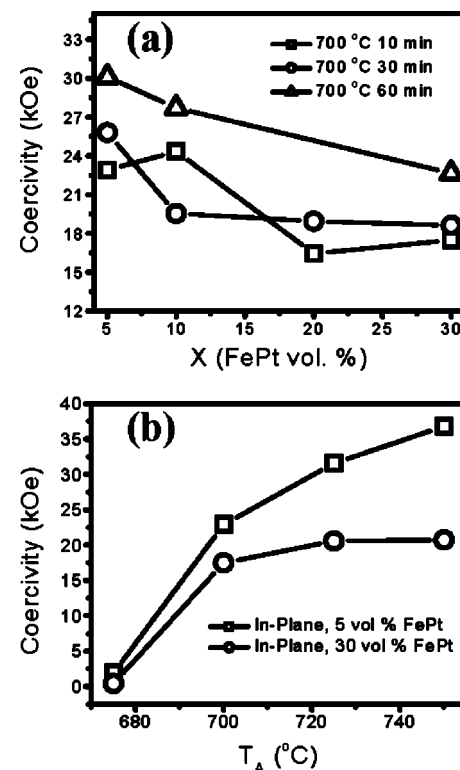 (a)
700 °C 10 min
700 °C 30 min
700 °C 60 min
Coercivity (kOe)
33
30
27
24
21
18
15
12
5 10 15 20 25 30
X (FePt vol. %)
(b)
Coercivity (kOe)
40
35
30
25
20
15
10
5
0
In-Plane, 5 vol % FePt
In-Plane, 30 vol % FePt
680 700 720 740
T_A (°C)